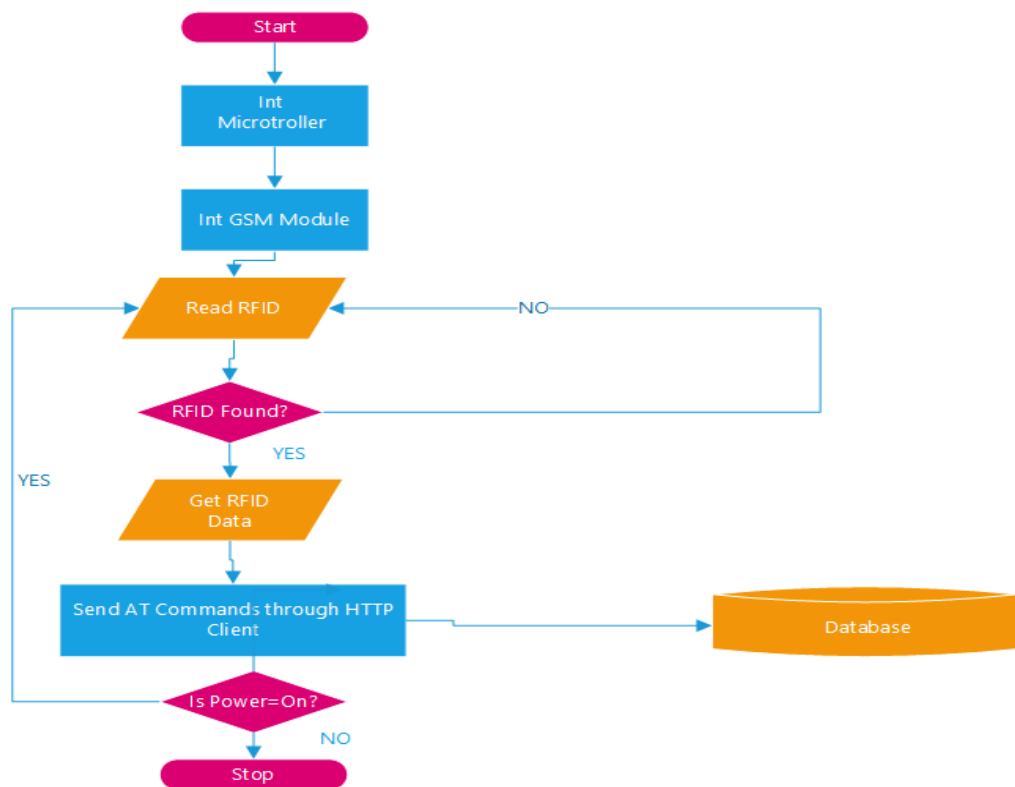 Start
Int
Microtroller
Int GSM Module
Read RFID
NO
RFID Found?
YES
YES
Get RFID
Data
Send AT Commands through HTTP
Client
Database
Is Power=On?
NO
Stop